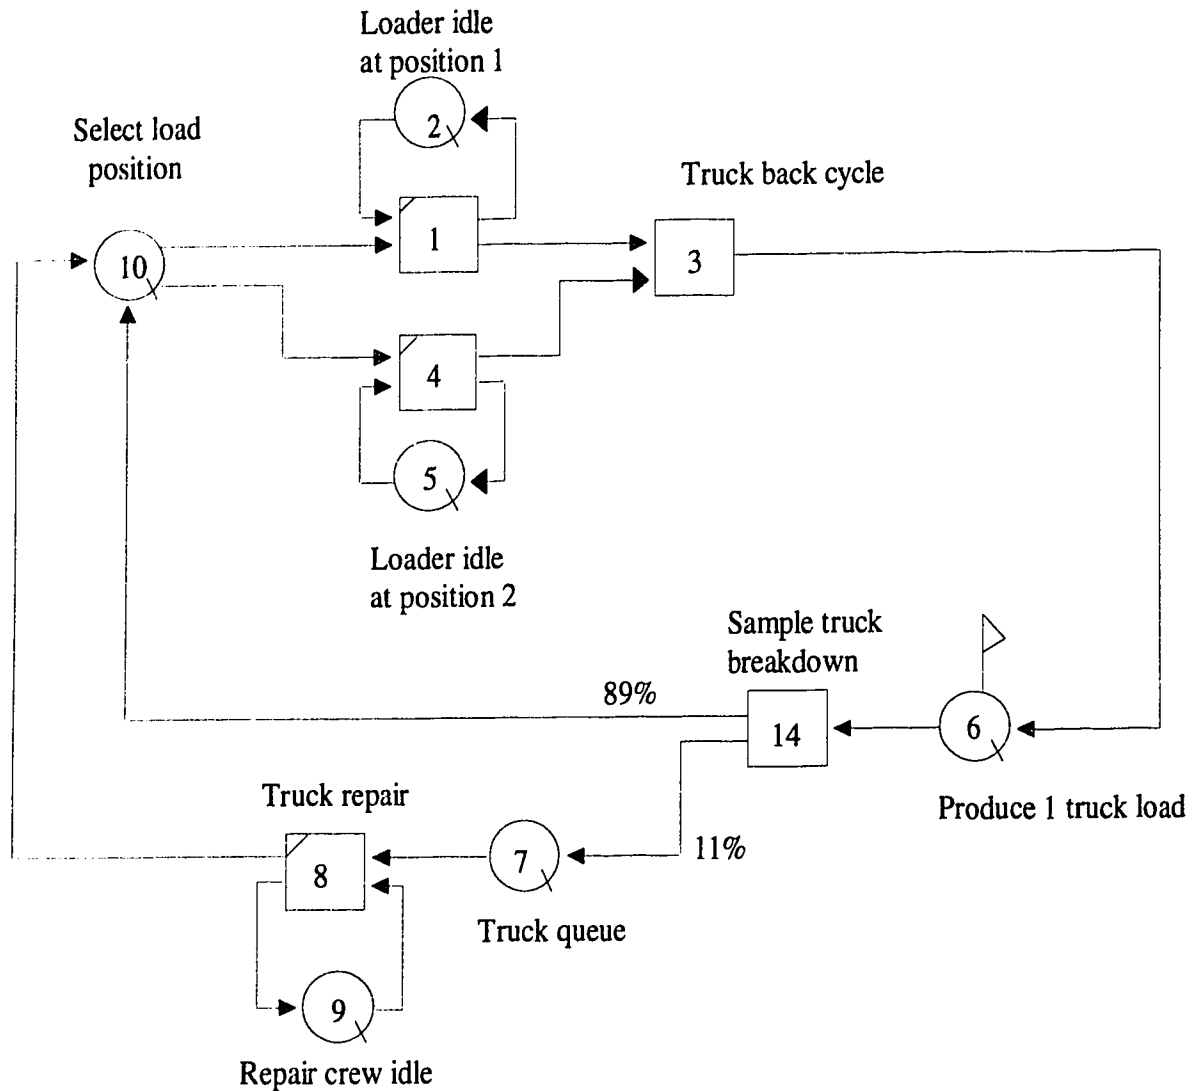 Loader idle
at position 1
2
Select load
position
Truck back cycle
1
10
3
4
5
Loader idle
at position 2
Sample truck
breakdown
89%
14
6
Truck repair
Produce 1 truck load
11%
8
7
Truck queue
9
Repair crew idle